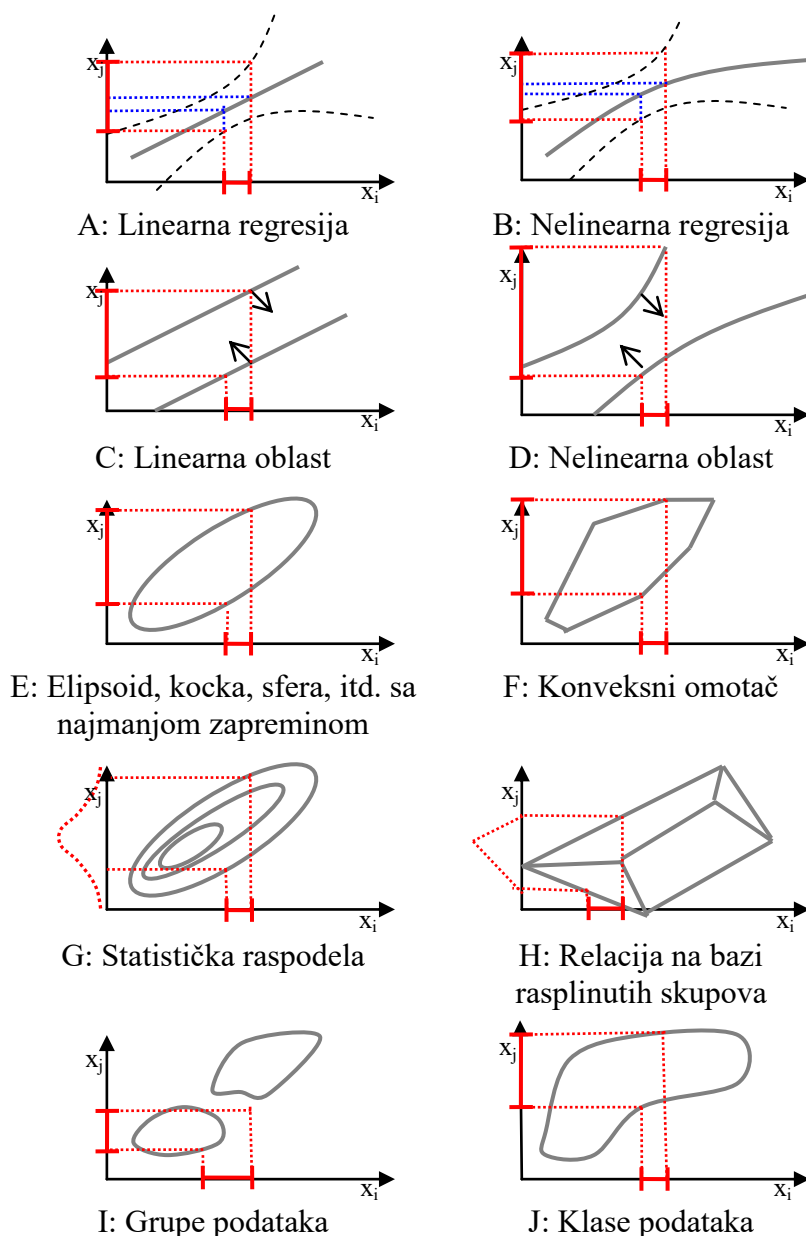 xj
xi
A: Linearna regresija
xj
xi
B: Nelinearna regresija
xj
xi
C: Linearna oblast
xj
xi
D: Nelinearna oblast
xj
xi
E: Elipsoid, kocka, sfera, itd. sa
najmanjom zapreminom
xj
xi
F: Konveksni omotač
xj
xi
G: Statistička raspodela
xj
xi
H: Relacija na bazi
rasplinutih skupova
xj
xi
I: Grupe podataka
xj
xi
J: Klase podataka